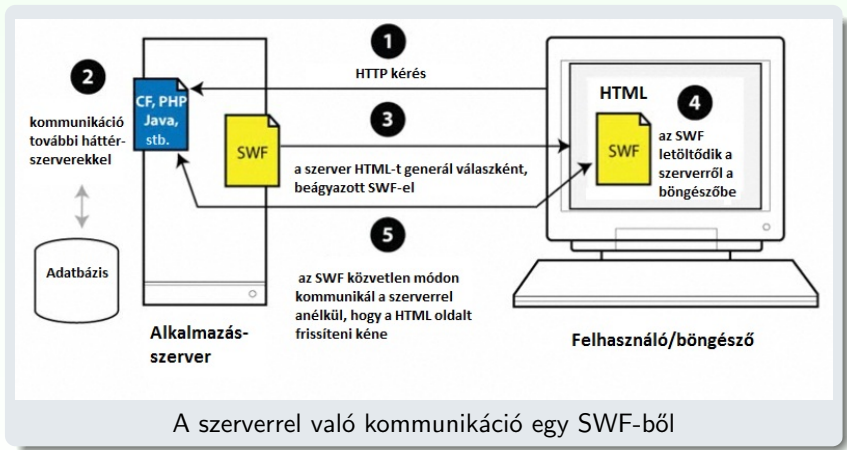 1
HTTP kérés
2
kommunikáció
további háttér-
szerverekkel
CF, PHP
Java,
stb.
SWF
3
a szerver HTML-t generál válaszként,
beágyazott SWF-el
HTML
4
SWF
az SWF
letöltődik a
szerverről a
böngészőbe
5
az SWF közvetlen módon
kommunikál a szerverrel
anélkül, hogy a HTML oldalt
frissíteni kéne
Adatbázis
Alkalmazás-
szerver
Felhasználó/böngésző
A szerverrel való kommunikáció egy SWF-ből